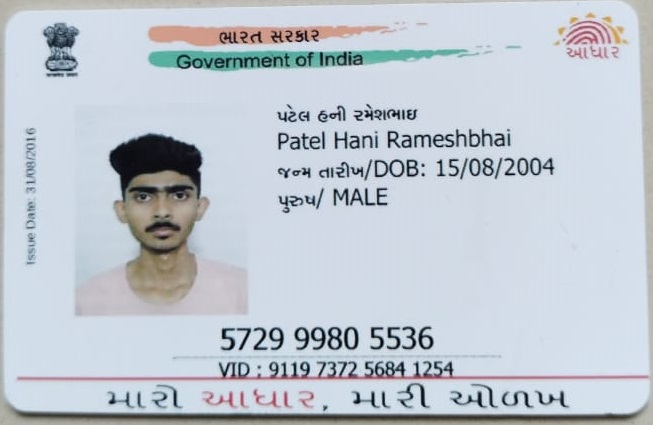 ભારત સરકાર
Government of India
આધાર
Issue Date: 31/08/2016
પટેલ હની રમેશભાઇ
Patel Hani Rameshbhai
જન્મ તારીખ/DOB: 15/08/2004
પુરુષ/ MALE
5729 9980 5536
VID : 9119 7372 5684 1254
મારો આધાર, મારી ઓળખ